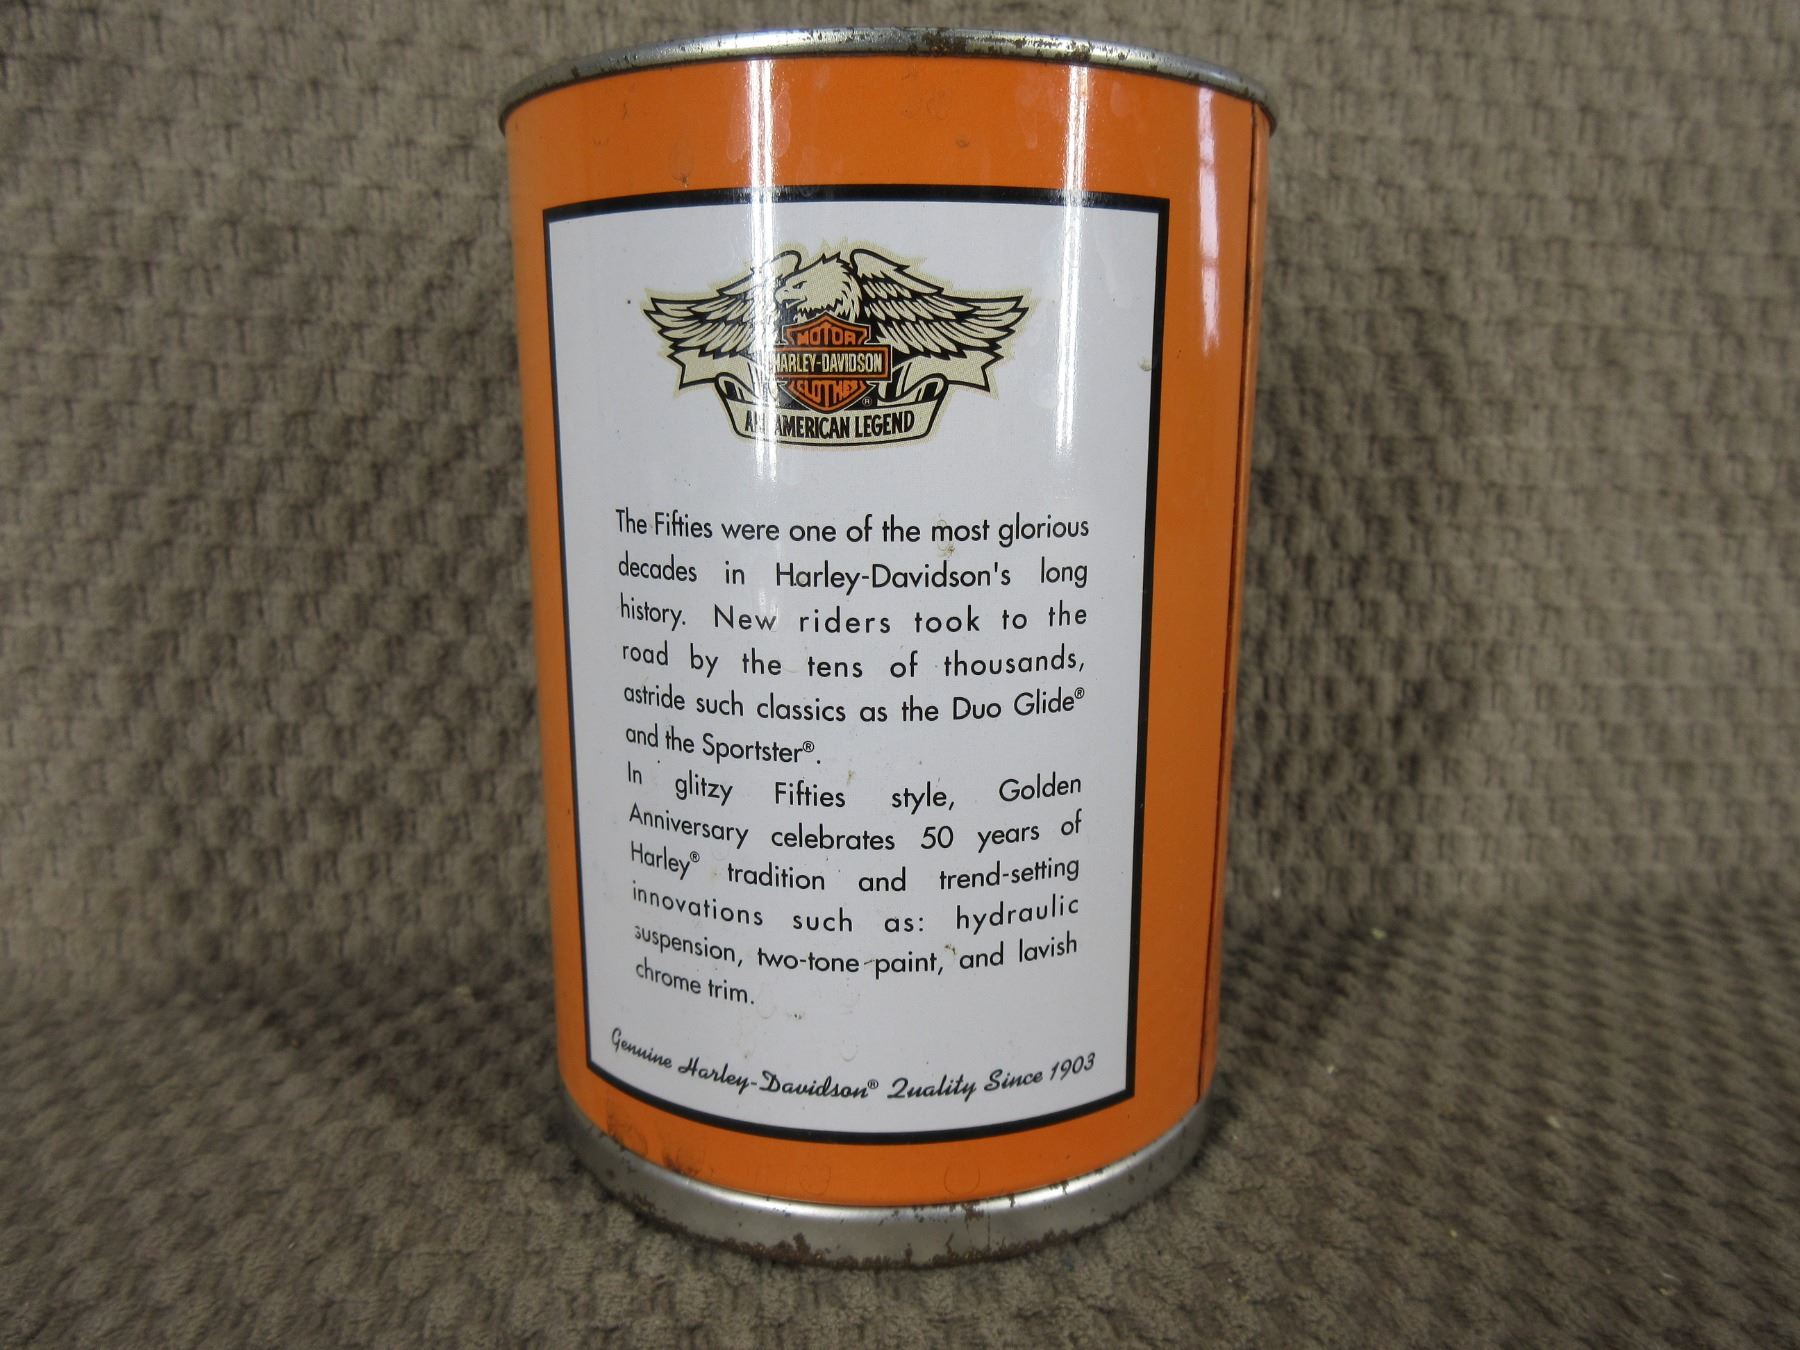 MOTOR
HARLEY-DAVIDSON
CLOTHES
®
AN AMERICAN LEGEND
The Fifties were one of the most glorious
decades in Harley-Davidson's long
history. New riders took to the
road by the tens of thousands,
astride such classics as the Duo Glide®
and the Sportster®.
In glitzy Fifties style, Golden
Anniversary celebrates 50 years of
Harley® tradition and trend-setting
innovations such as: hydraulic
suspension, two-tone paint, and lavish
chrome trim.
Genuine Harley-Davidson® Quality Since 1903